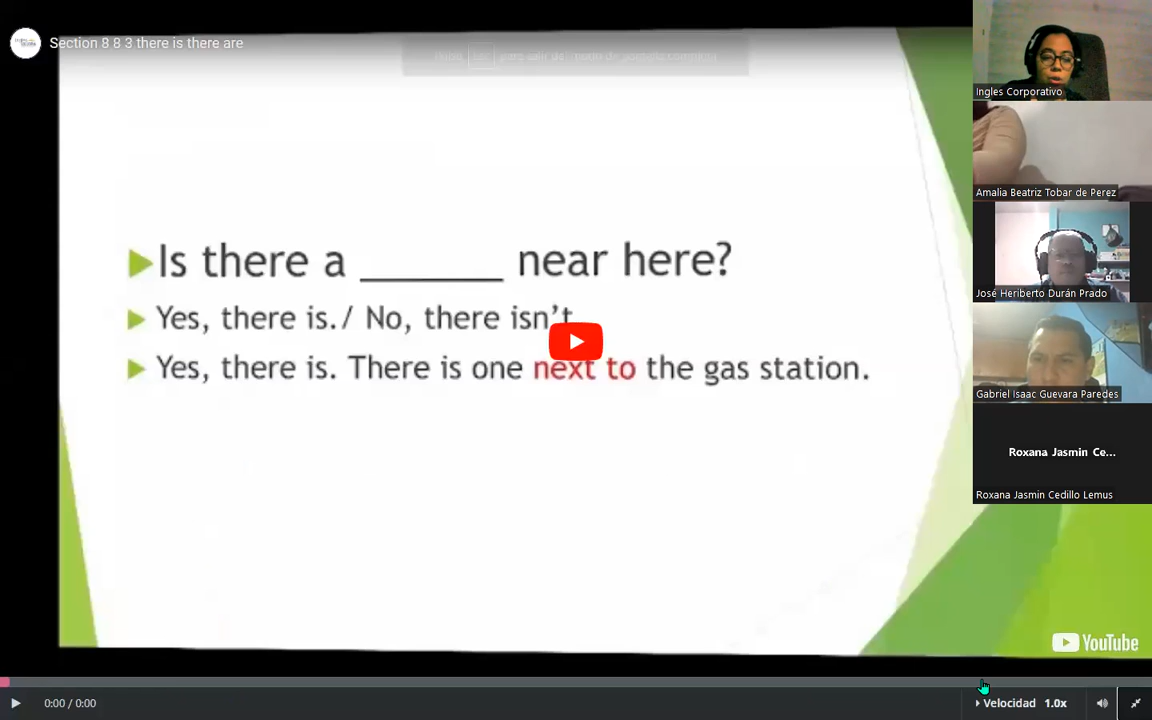 Section 8 8 3 there is there are
Is there a _______ near here?
Yes, there is./ No, there isn't
Yes, there is. There is one next to the gas station.
Ingles Corporativo
Amalia Beatriz Tobar de Perez
José Heriberto Durán Prado
Gabriel Isaac Guevara Paredes
Roxana Jasmin Ce...
Roxana Jasmin Cedillo Lemus
YouTube
0:00 / 0:00
Velocidad 1.0x